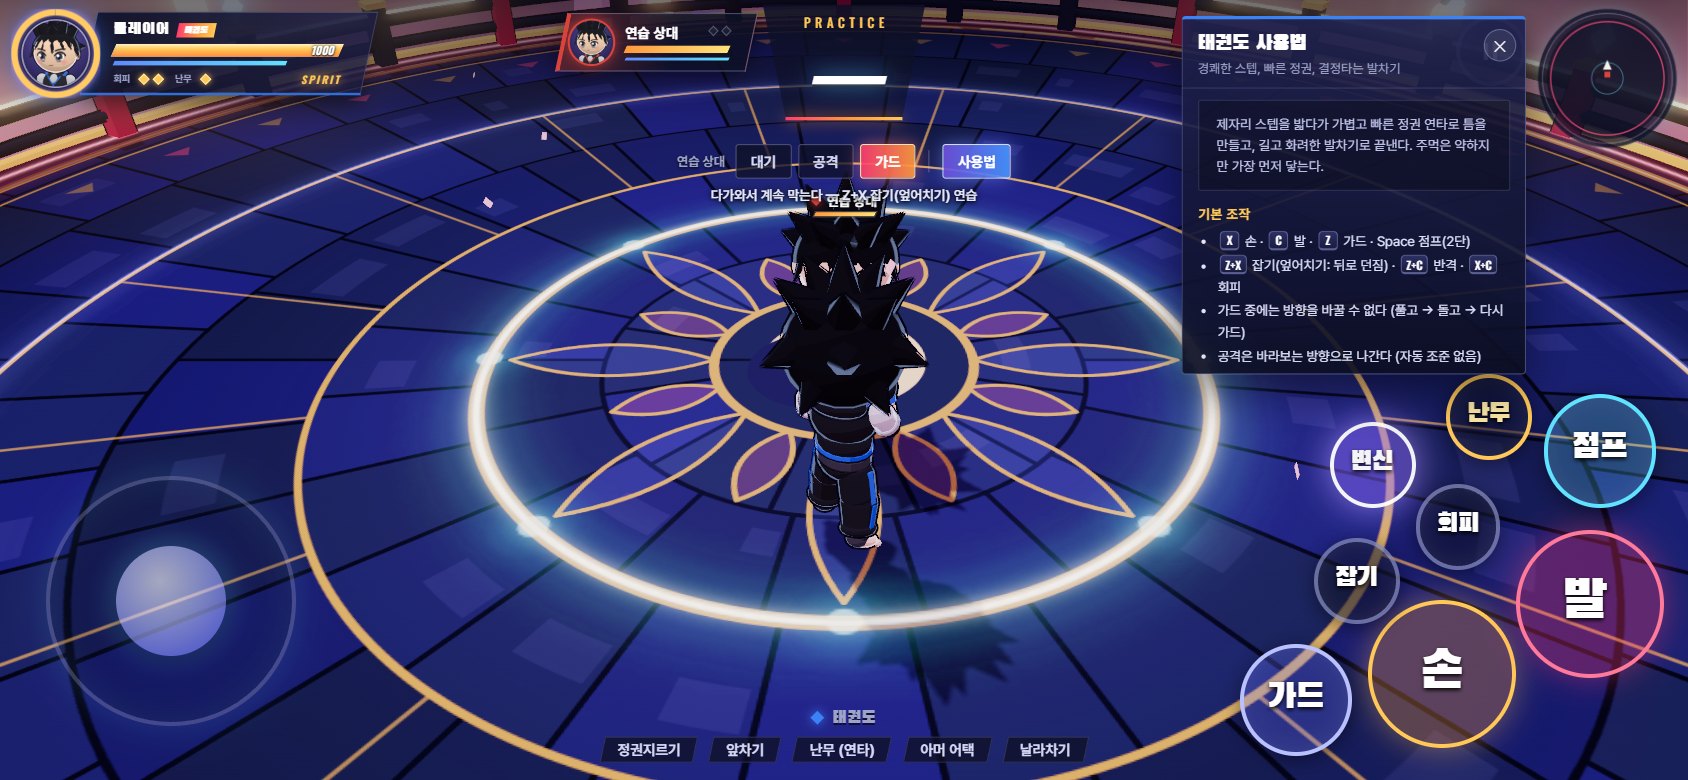 플레이어 태권도
1000
회피 난무 SPIRIT
연습 상대
PRACTICE
연습 상대 대기 공격 가드 사용법
다가와서 계속 막는다 — Z+X 잡기(엎어치기) 연습
연습 상대
태권도 사용법
경쾌한 스텝, 빠른 정권, 결정타는 발차기
제자리 스텝을 밟다가 가볍고 빠른 정권 연타로 틈을
만들고, 길고 화려한 발차기로 끝낸다. 주먹은 약하지
만 가장 먼저 닿는다.
기본 조작
• X 손 · C 발 · Z 가드 · Space 점프(2단)
• Z+X 잡기(엎어치기: 뒤로 던짐) · Z+C 반격 · X+C
회피
• 가드 중에는 방향을 바꿀 수 없다 (풀고 → 돌고 → 다시
가드)
• 공격은 바라보는 방향으로 나간다 (자동 조준 없음)
난무
점프
변신
회피
잡기
발
손
가드
태권도
정권지르기 앞차기 난무 (연타) 아머 어택 날라차기